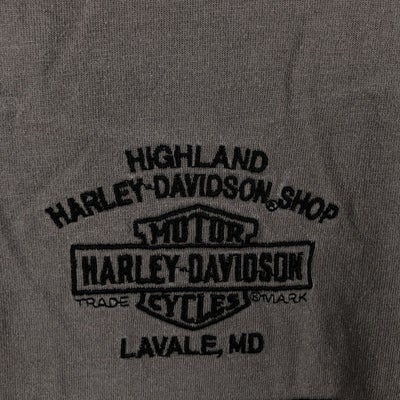 HIGHLAND
HARLEY-DAVIDSON® SHOP
MOTOR
HARLEY-DAVIDSON
TRADE ® MARK
CYCLES
LAVALE, MD